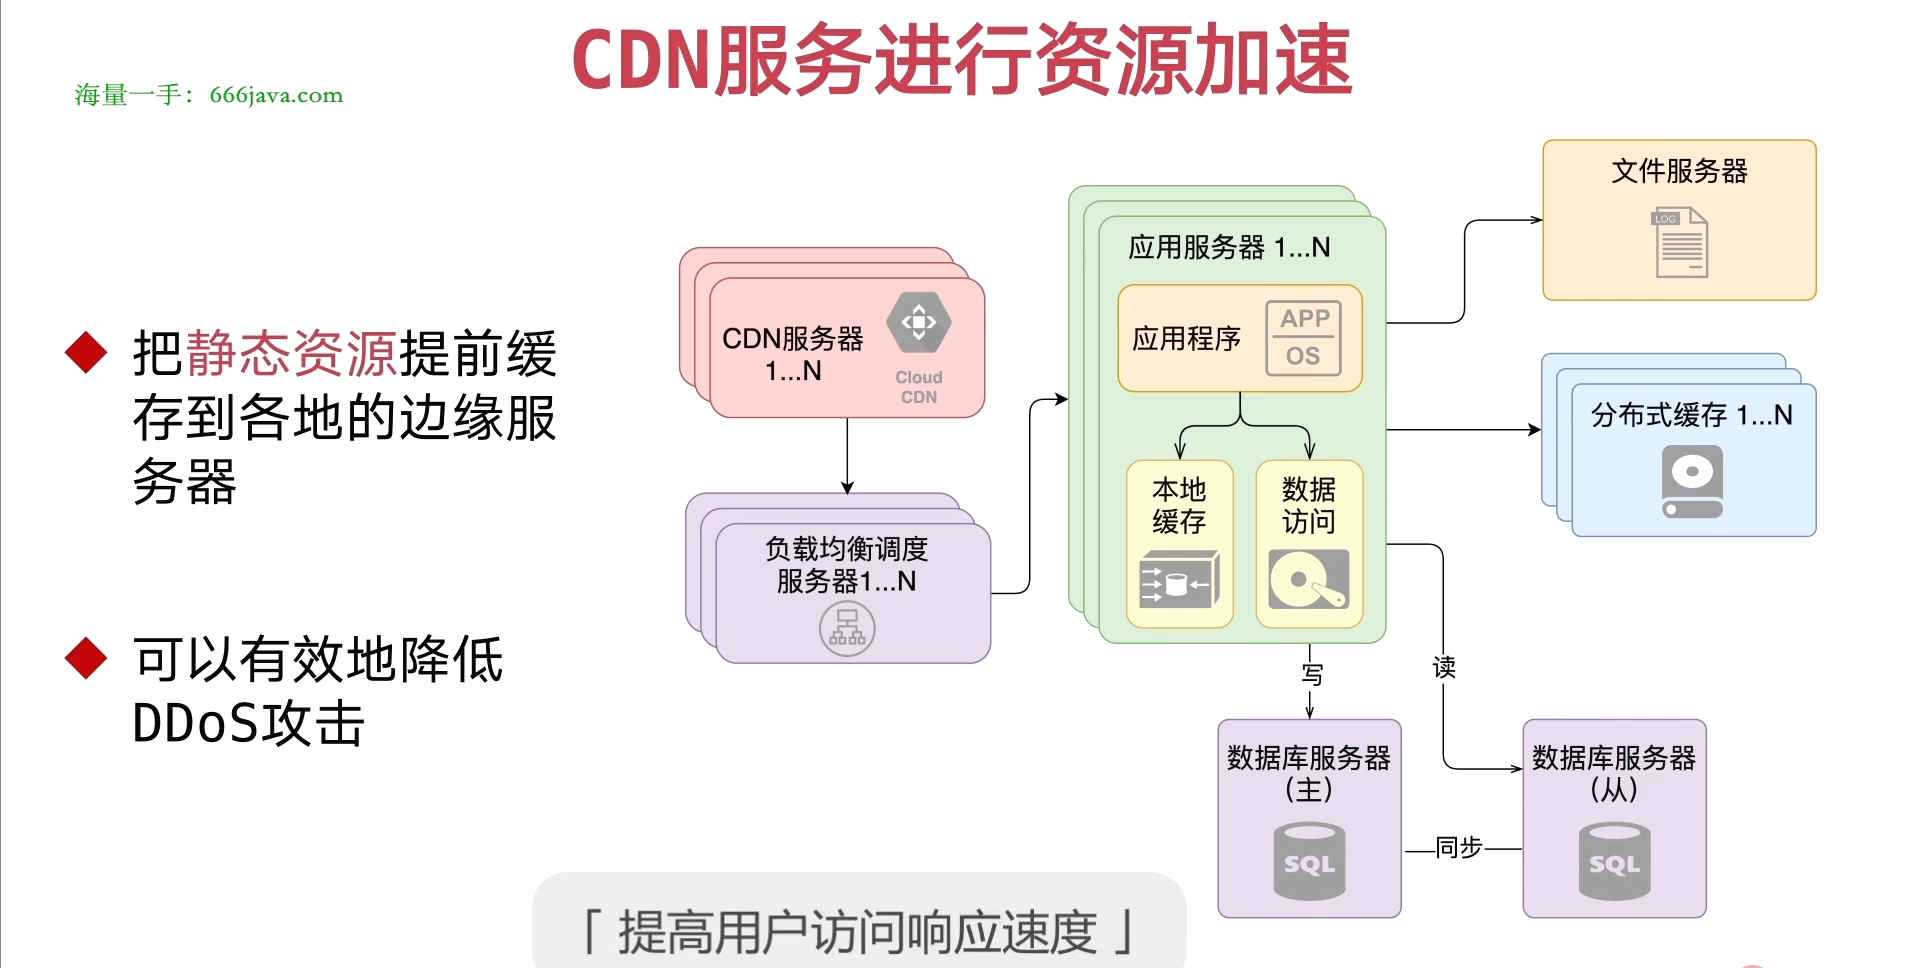 CDN服务进行资源加速
海量一手：666java.com
把静态资源提前缓
存到各地的边缘服
务器
可以有效地降低
DDoS攻击
CDN服务器
1...N
Cloud
CDN
负载均衡调度
服务器1...N
应用服务器 1...N
应用程序
APP
OS
本地
缓存
数据
访问
文件服务器
LOG
分布式缓存 1...N
写
读
数据库服务器
（主）
SQL
同步
数据库服务器
（从）
SQL
「 提高用户访问响应速度 」